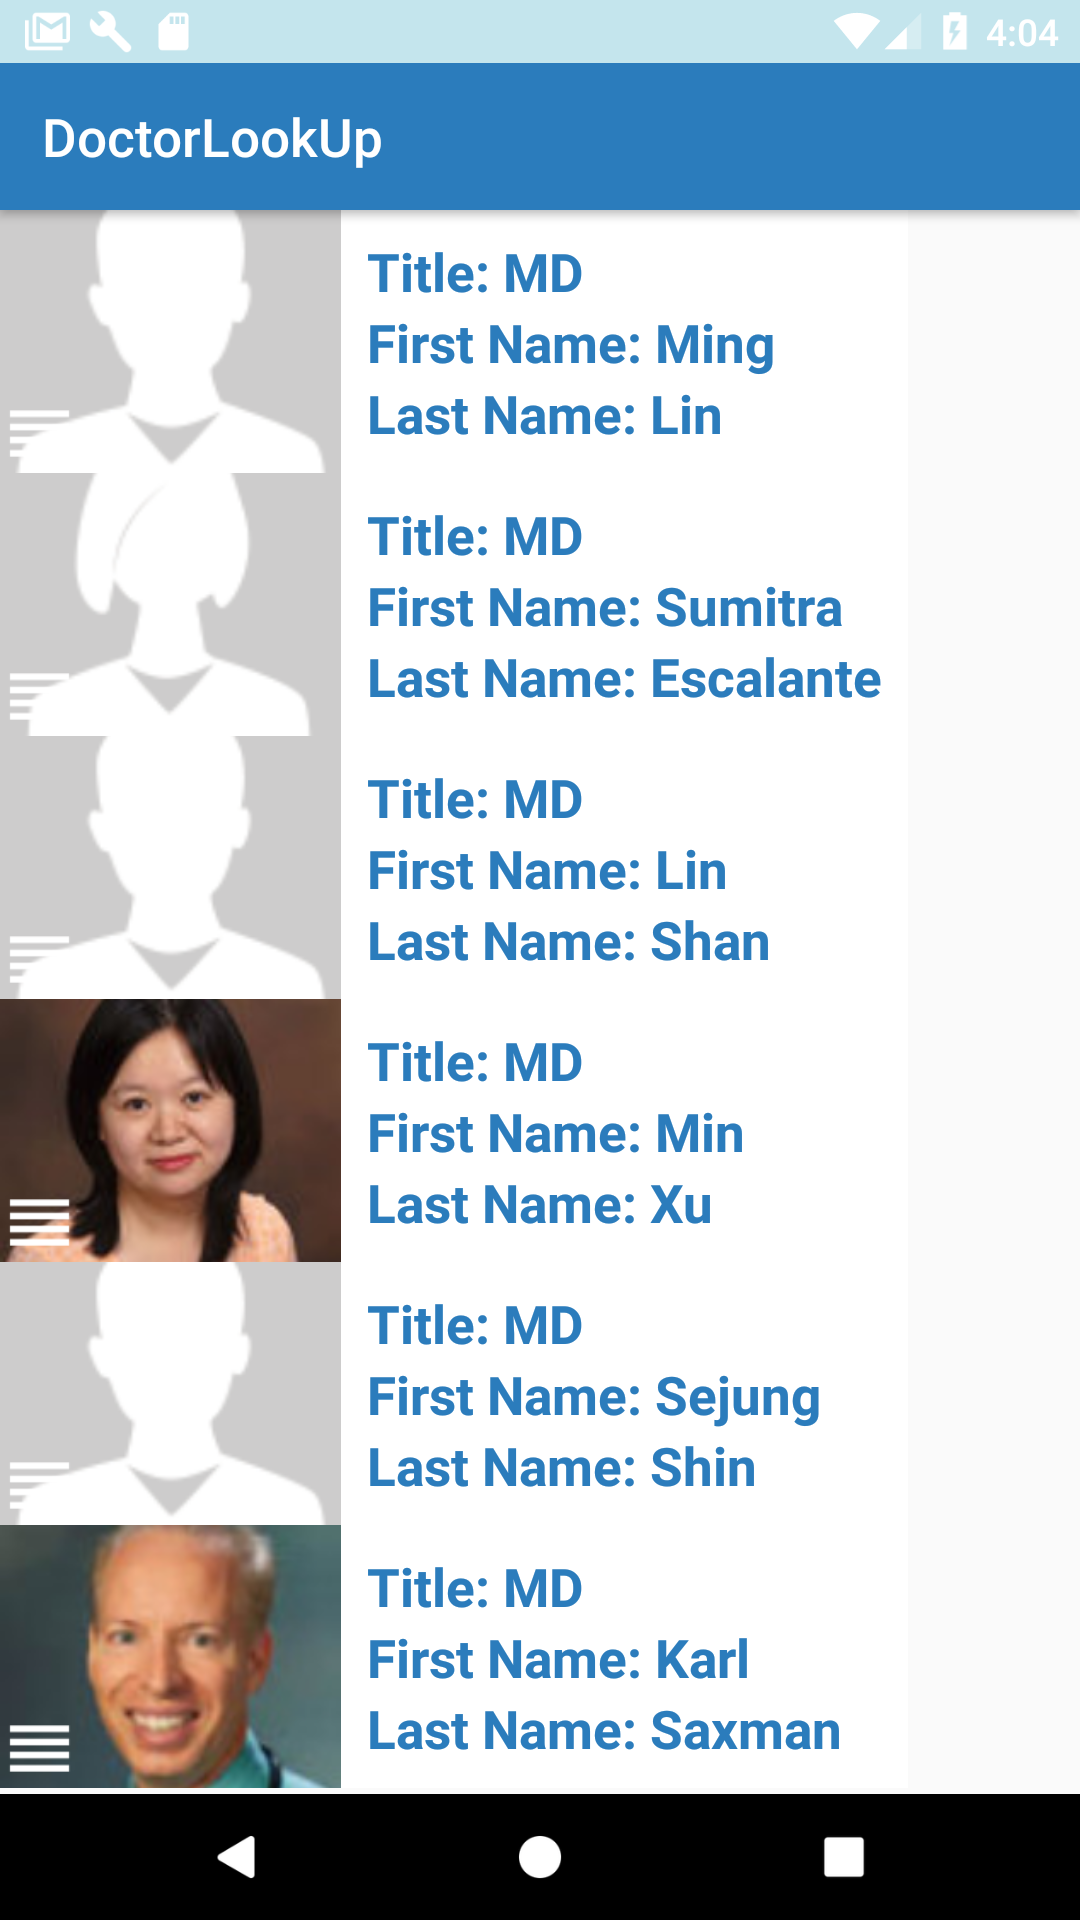 4:04
DoctorLookUp
Title: MD
First Name: Ming
Last Name: Lin
Title: MD
First Name: Sumitra
Last Name: Escalante
Title: MD
First Name: Lin
Last Name: Shan
Title: MD
First Name: Min
Last Name: Xu
Title: MD
First Name: Sejung
Last Name: Shin
Title: MD
First Name: Karl
Last Name: Saxman